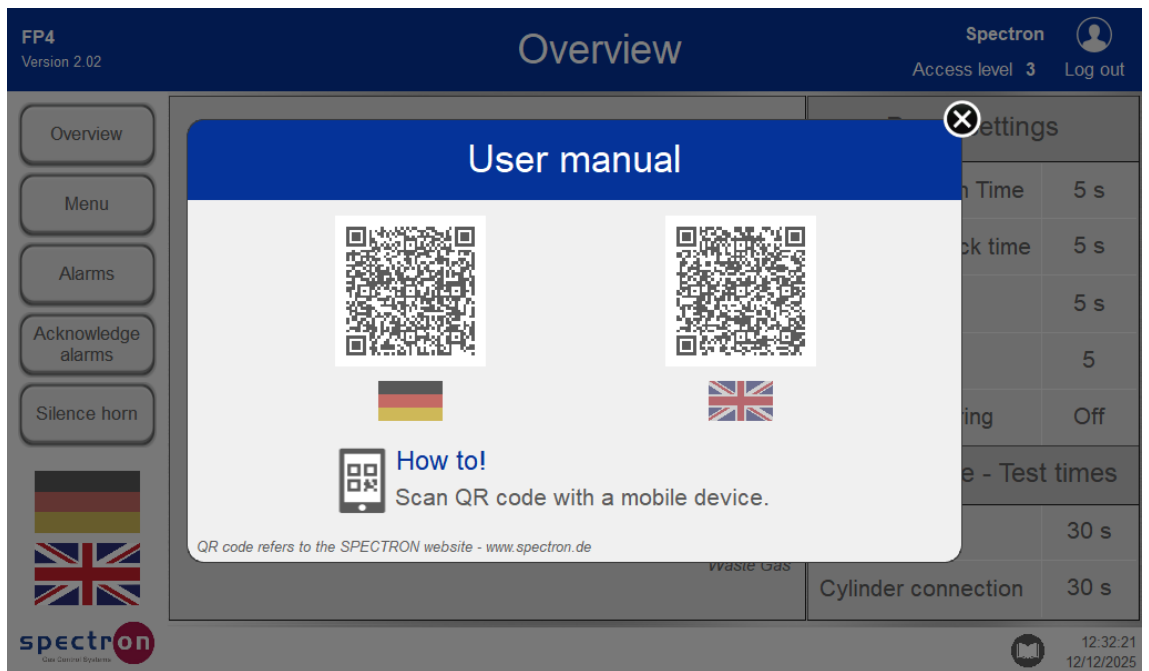 FP4
Version 2.02
Overview
Spectron
Access level 3
Log out
Overview
Menu
Alarms
Acknowledge
alarms
Silence horn
User manual
How to!
Scan QR code with a mobile device.
QR code refers to the SPECTRON website - www.spectron.de
Time 5 s
time 5 s
5 s
5
Off
- Test times
30 s
Waste Gas
Cylinder connection 30 s
spectron
Gas Control Systems
12:32:21
12/12/2025